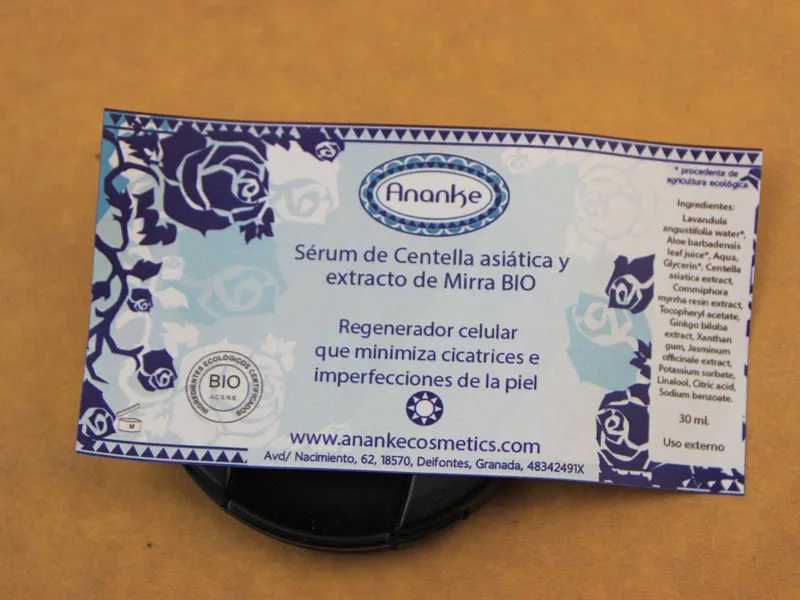 Ananke
Sérum de Centella asiática y
extracto de Mirra BIO
Regenerador celular
que minimiza cicatrices e
imperfecciones de la piel
www.anankecosmetics.com
Avd/ Nacimiento, 62, 18570, Deifontes, Granada, 48342491X
INGREDIENTES ECOLÓGICOS CERTIFICADOS
BIO
A.C.E.N.E.
M
* procedente de
agricultura ecológica
Ingredientes:
Lavandula
angustifolia water*,
Aloe barbadensis
leaf juice*, Aqua,
Glycerin*, Centella
asiatica extract,
Commiphora
myrrha resin extract,
Tocopheryl acetate,
Ginkgo biloba
extract, Xanthan
gum, Jasminum
officinale extract,
Potassium sorbate,
Linalool, Citric acid,
Sodium benzoate.
30 ml.
Uso externo